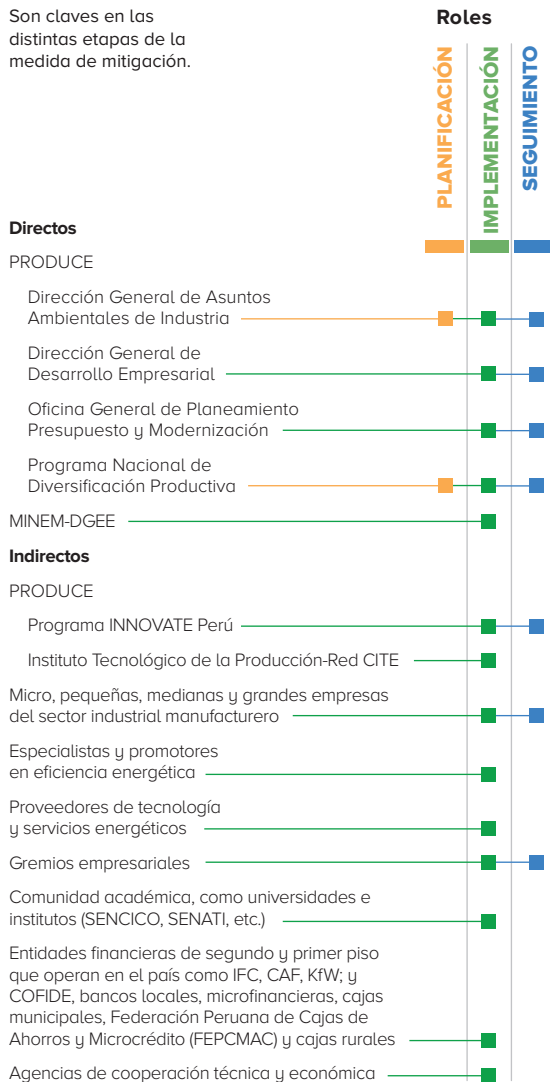 Son claves en las
distintas etapas de la
medida de mitigación.
Roles
PLANIFICACIÓN
IMPLEMENTACIÓN
SEGUIMIENTO
Directos
PRODUCE
Dirección General de Asuntos
Ambientales de Industria
Dirección General de
Desarrollo Empresarial
Oficina General de Planeamiento
Presupuesto y Modernización
Programa Nacional de
Diversificación Productiva
MINEM-DGEE
Indirectos
PRODUCE
Programa INNOVATE Perú
Instituto Tecnológico de la Producción-Red CITE
Micro, pequeñas, medianas y grandes empresas
del sector industrial manufacturero
Especialistas y promotores
en eficiencia energética
Proveedores de tecnología
y servicios energéticos
Gremios empresariales
Comunidad académica, como universidades e
institutos (SENCICO, SENATI, etc.)
Entidades financieras de segundo y primer piso
que operan en el país como IFC, CAF, KfW; y
COFIDE, bancos locales, microfinancieras, cajas
municipales, Federación Peruana de Cajas de
Ahorros y Microcrédito (FEPCMAC) y cajas rurales
Agencias de cooperación técnica y económica